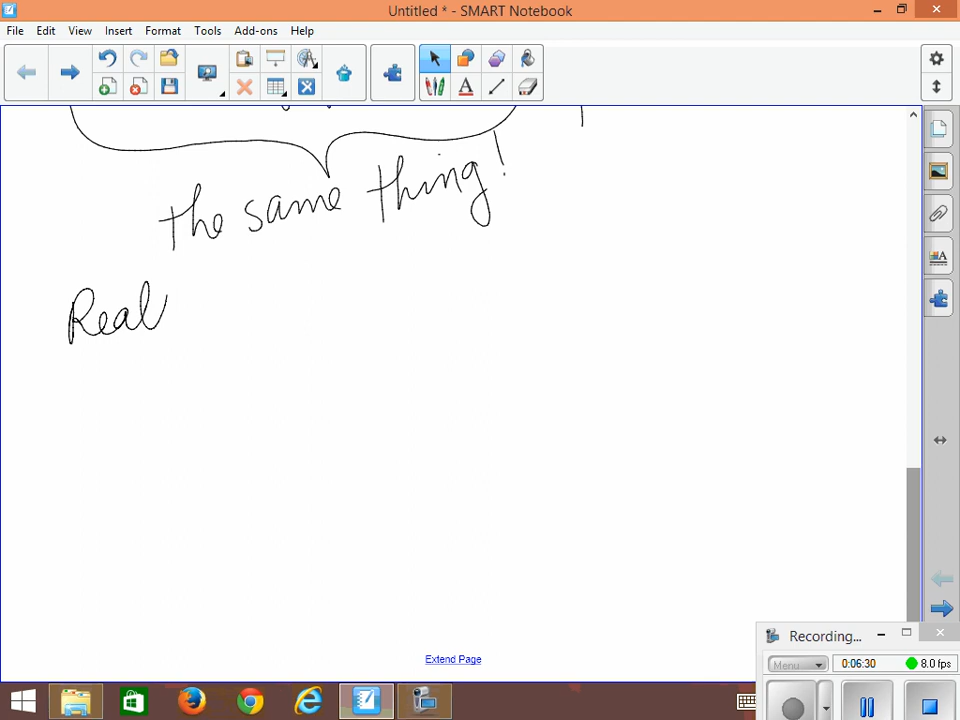 Untitled * - SMART Notebook
File Edit View Insert Format Tools Add-ons Help
the same thing!
Real
Extend Page
Recording...
Menu 0:06:30 8.0 fps